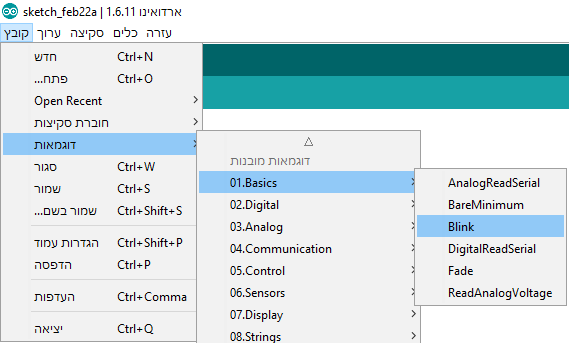 sketch_feb22a | 1.6.11 ארדואינו
קובץ ערוך סקיצה כלים עזרה
חדש Ctrl+N
פתח... Ctrl+O
Open Recent
חוברת סקיצות
דוגמאות
סגור Ctrl+W
שמור Ctrl+S
שמור בשם... Ctrl+Shift+S
הגדרות עמוד Ctrl+Shift+P
הדפסה Ctrl+P
העדפות Ctrl+Comma
יציאה Ctrl+Q
דוגמאות מובנות
01.Basics
02.Digital
03.Analog
04.Communication
05.Control
06.Sensors
07.Display
08.Strings
AnalogReadSerial
BareMinimum
Blink
DigitalReadSerial
Fade
ReadAnalogVoltage